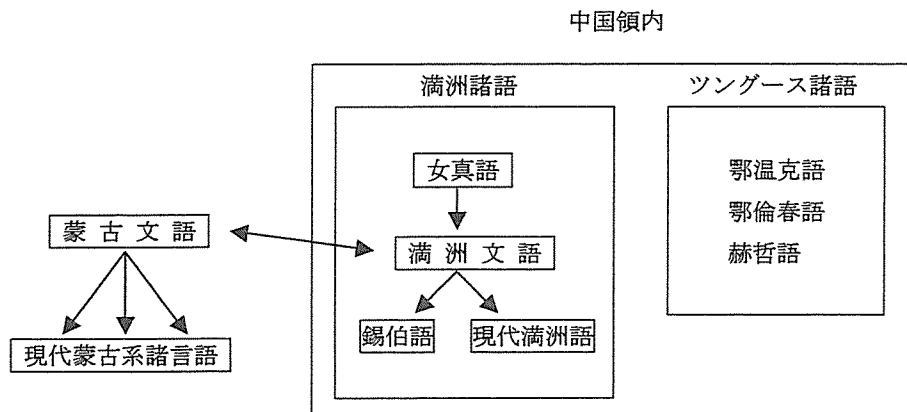 中国領内
満洲諸語
ツングース諸語
女真語
鄂温克語
鄂倫春語
赫哲語
蒙古文語
満洲文語
錫伯語
現代満洲語
現代蒙古系諸言語